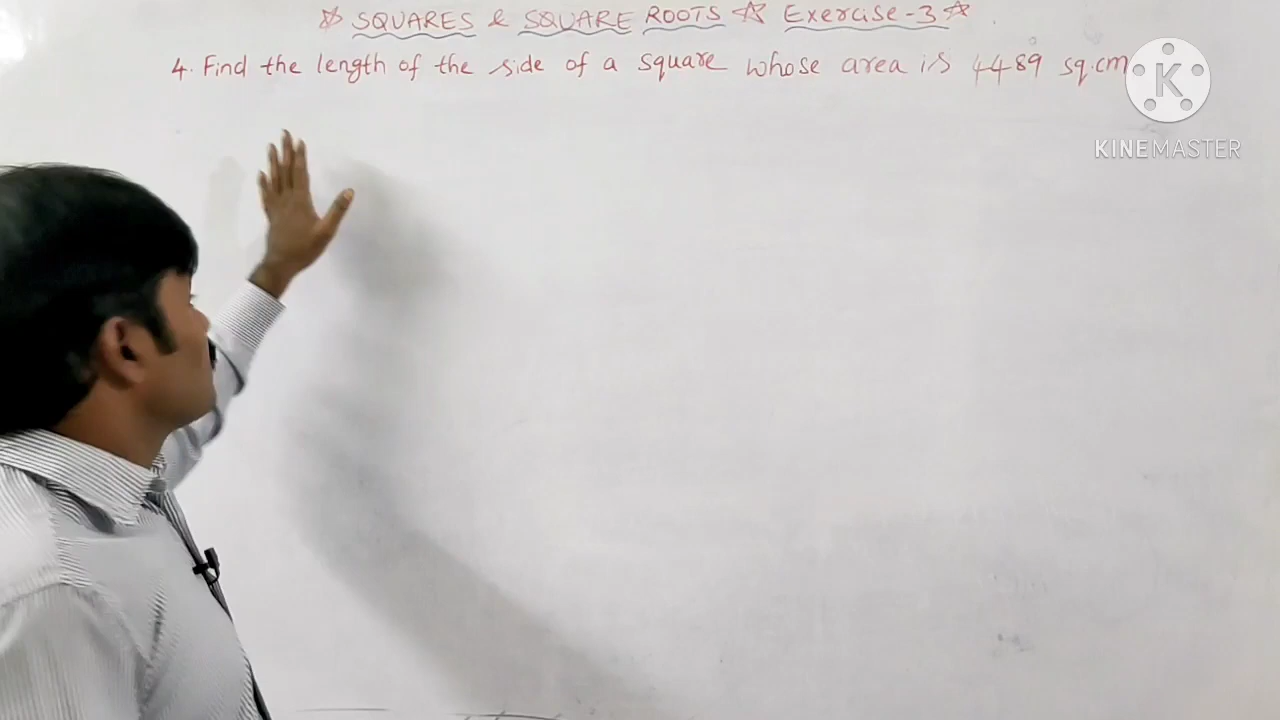 ☆ SQUARES & SQUARE ROOTS ☆ Exercise-3 ☆
4. Find the length of the side of a square whose area is 4489 sq.cm
K
KINEMASTER